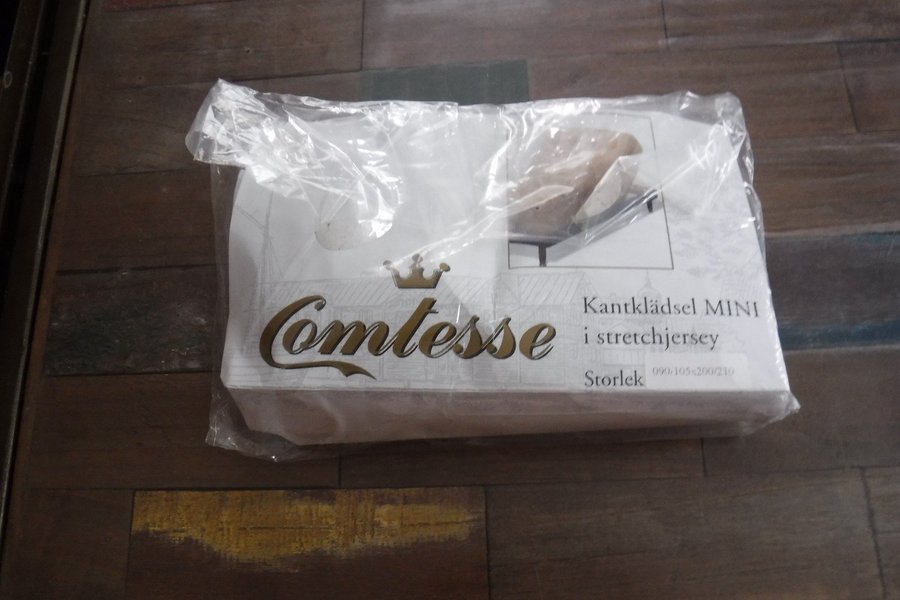 Comtesse
Kantklädsel MINI
i stretchjersey
Storlek 090-105x200/210